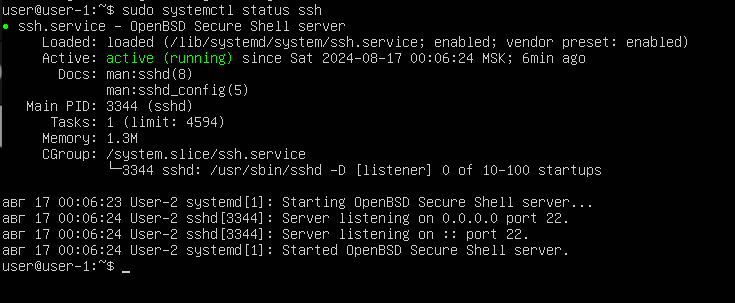 user@user-1:~$ sudo systemctl status ssh
● ssh.service – OpenBSD Secure Shell server
Loaded: loaded (/lib/systemd/system/ssh.service; enabled; vendor preset: enabled)
Active: active (running) since Sat 2024-08-17 00:06:24 MSK; 6min ago
Docs: man:sshd(8)
man:sshd_config(5)
Main PID: 3344 (sshd)
Tasks: 1 (limit: 4594)
Memory: 1.3M
CGroup: /system.slice/ssh.service
└─3344 sshd: /usr/sbin/sshd -D [listener] 0 of 10-100 startups

авг 17 00:06:23 User-2 systemd[1]: Starting OpenBSD Secure Shell server...
авг 17 00:06:24 User-2 sshd[3344]: Server listening on 0.0.0.0 port 22.
авг 17 00:06:24 User-2 sshd[3344]: Server listening on :: port 22.
авг 17 00:06:24 User-2 systemd[1]: Started OpenBSD Secure Shell server.
user@user-1:~$ _